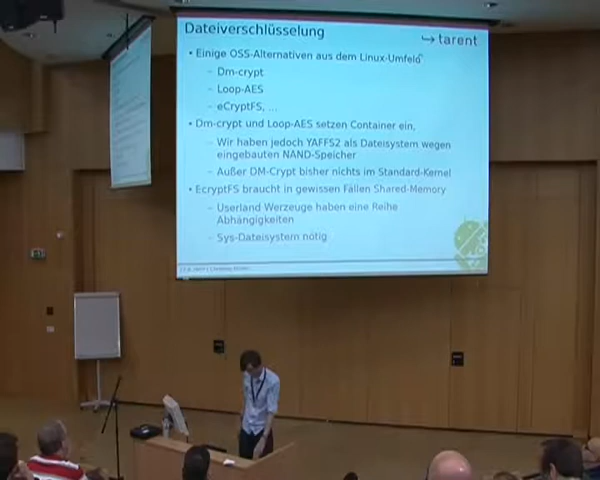 Dateiverschlüsselung
tarent
• Einige OSS-Alternativen aus dem Linux-Umfeld
– Dm-crypt
– Loop-AES
– eCryptFS, ...
• Dm-crypt und Loop-AES setzen Container ein,
– Wir haben jedoch YAFFS2 als Dateisystem wegen
eingebauten NAND-Speicher
– Außer DM-Crypt bisher nichts im Standard-Kernel
• EcryptFS braucht in gewissen Fällen Shared-Memory
– Userland Werzeuge haben eine Reihe
Abhängigkeiten
– Sys-Dateisystem nötig